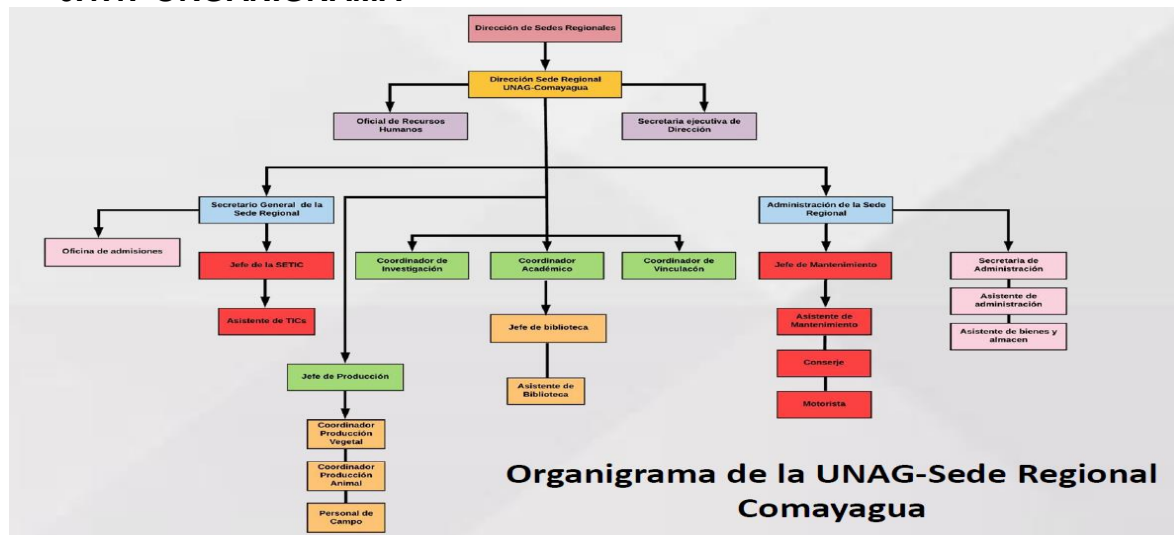 Dirección de Sedes Regionales
Dirección Sede Regional
UNAG-Comayagua
Oficial de Recursos
Humanos
Secretaria ejecutiva de
Dirección
Secretario General de la
Sede Regional
Administración de la Sede
Regional
Oficina de admisiones
Jefe de la SETIC
Coordinador de
Investigación
Coordinador
Académico
Coordinador de
Vinculacón
Jefe de Mantenimiento
Secretaria de
Administración
Asistente de TICs
Jefe de biblioteca
Asistente de
Mantenimiento
Asistente de
administración
Asistente de bienes y
almacen
Jefe de Producción
Asistente de
Biblioteca
Conserje
Motorista
Coordinador
Producción
Vegetal
Coordinador
Producción
Animal
Personal de
Campo
Organigrama de la UNAG-Sede Regional
Comayagua